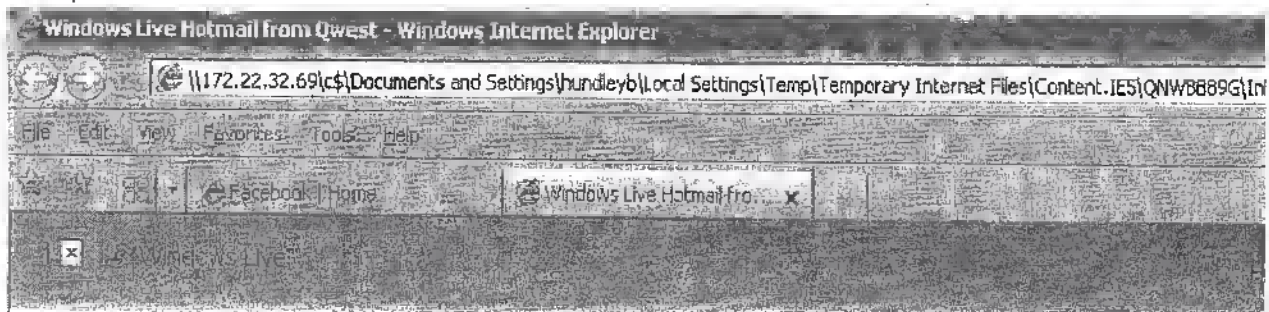 Windows Live Hotmail from Qwest - Windows Internet Explorer
\\172.22.32.69\c$\Documents and Settings\hundleyb\Local Settings\Temp\Temporary Internet Files\Content.IE5\QNW8889G\In
File Edit View Favorites Tools Help
Facebook | Home Windows Live Hotmail fro... x
Windows Live